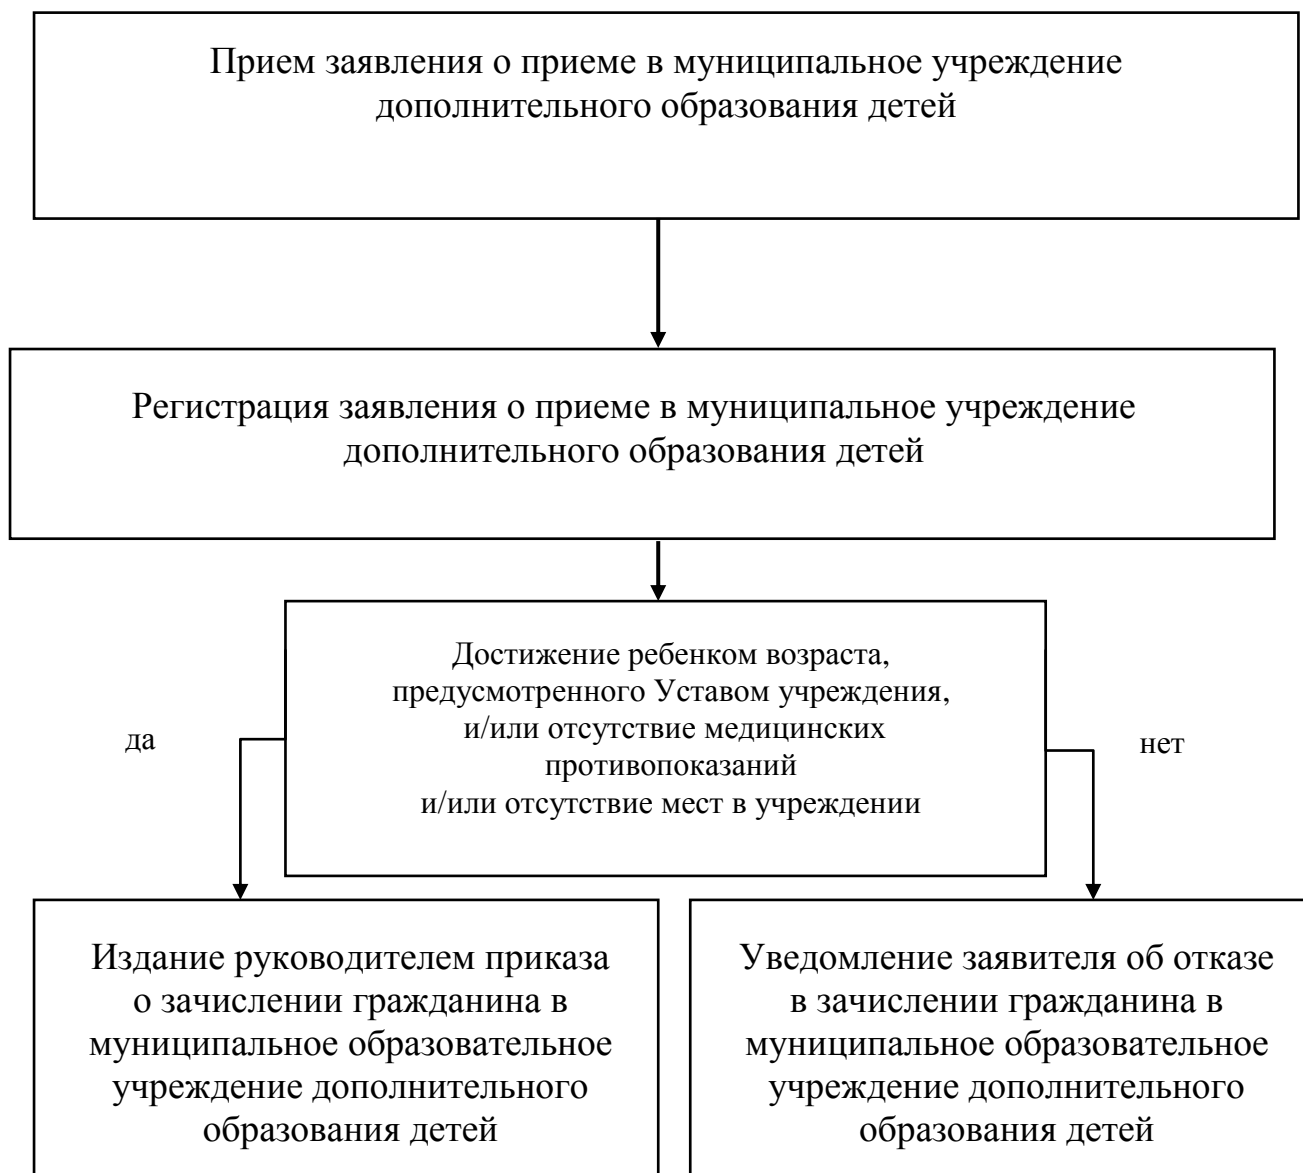 Прием заявления о приеме в муниципальное учреждение
дополнительного образования детей
Регистрация заявления о приеме в муниципальное учреждение
дополнительного образования детей
Достижение ребенком возраста,
предусмотренного Уставом учреждения,
и/или отсутствие медицинских
противопоказаний
и/или отсутствие мест в учреждении
да
нет
Издание руководителем приказа
о зачислении гражданина в
муниципальное образовательное
учреждение дополнительного
образования детей
Уведомление заявителя об отказе
в зачислении гражданина в
муниципальное образовательное
учреждение дополнительного
образования детей